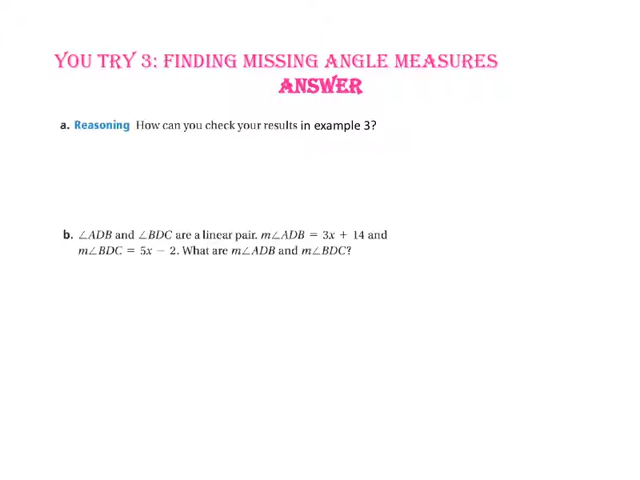 YOU TRY 3: FINDING MISSING ANGLE MEASURES
ANSWER
a. Reasoning How can you check your results in example 3?
b. ∠ADB and ∠BDC are a linear pair. m∠ADB = 3x + 14 and
m∠BDC = 5x − 2. What are m∠ADB and m∠BDC?